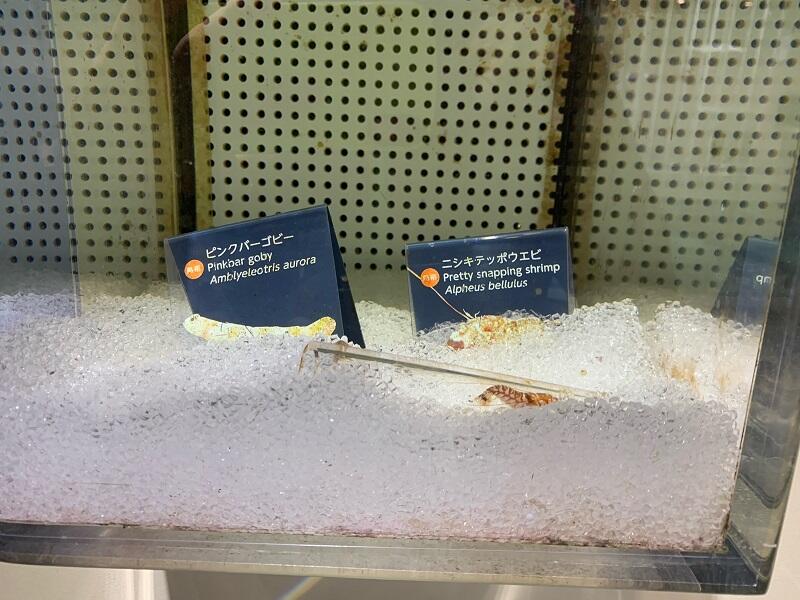 ピンクバーゴビー
Pinkbar goby
Amblyeleotris aurora
ニシキテッポウエビ
Pretty snapping shrimp
Alpheus bellulus